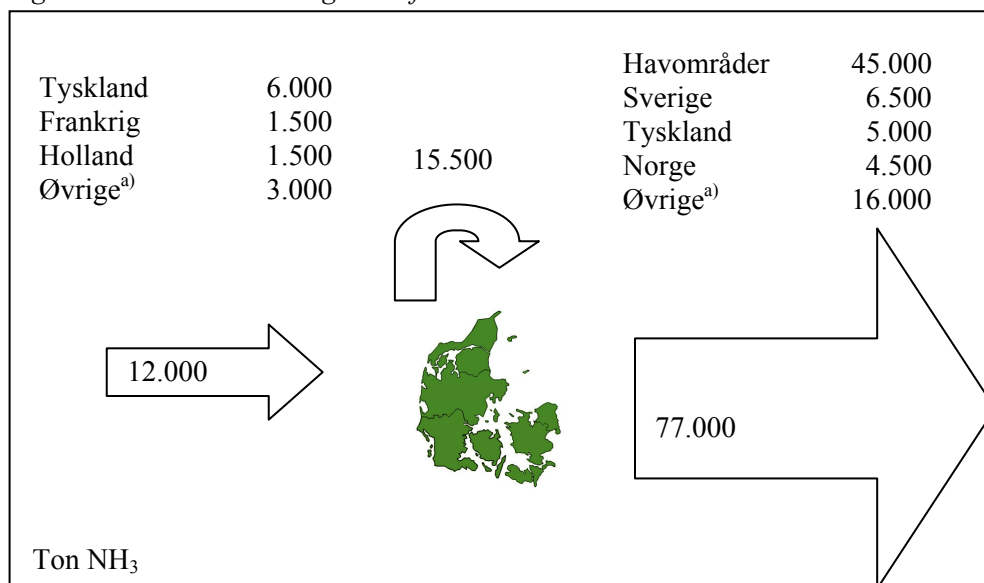 Tyskland 6.000
Frankrig 1.500
Holland 1.500
Øvrige a) 3.000
15.500
Havområder 45.000
Sverige 6.500
Tyskland 5.000
Norge 4.500
Øvrige a) 16.000
12.000
77.000
Ton NH3